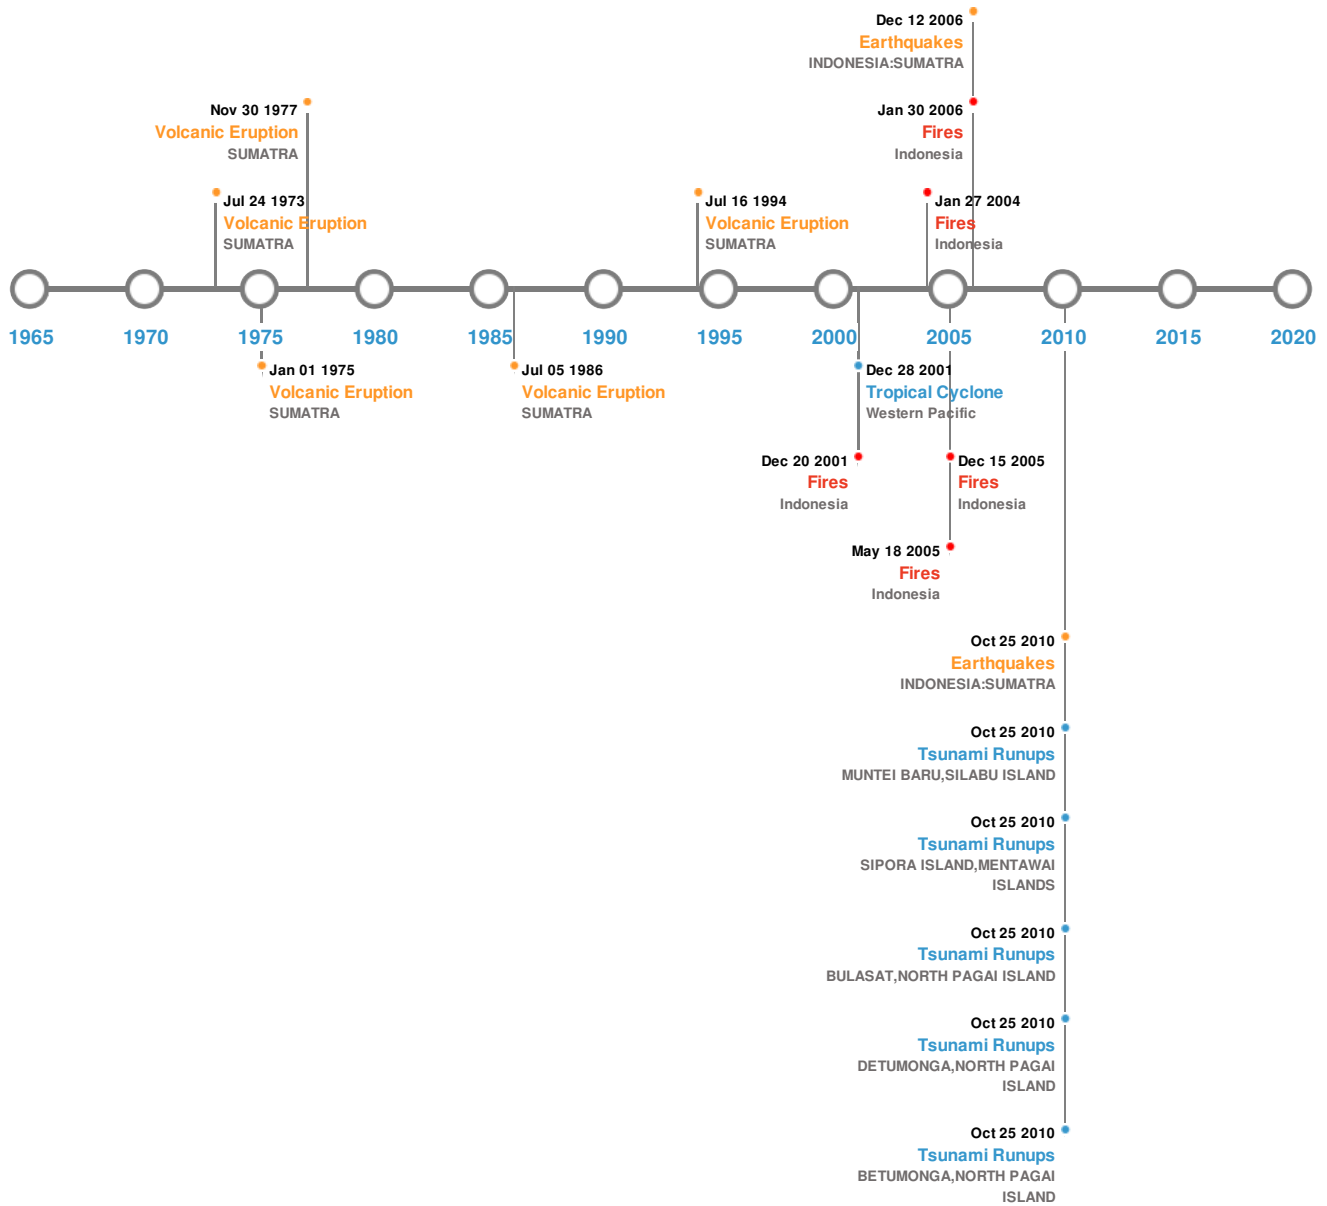 Dec 12 2006
Earthquakes
INDONESIA:SUMATRA
Nov 30 1977
Volcanic Eruption
SUMATRA
Jan 30 2006
Fires
Indonesia
Jul 24 1973
Volcanic Eruption
SUMATRA
Jul 16 1994
Volcanic Eruption
SUMATRA
Jan 27 2004
Fires
Indonesia
1965 1970 1975 1980 1985 1990 1995 2000 2005 2010 2015 2020
Jan 01 1975
Volcanic Eruption
SUMATRA
Jul 05 1986
Volcanic Eruption
SUMATRA
Dec 28 2001
Tropical Cyclone
Western Pacific
Dec 20 2001
Fires
Indonesia
Dec 15 2005
Fires
Indonesia
May 18 2005
Fires
Indonesia
Oct 25 2010
Earthquakes
INDONESIA:SUMATRA
Oct 25 2010
Tsunami Runups
MUNTEI BARU,SILABU ISLAND
Oct 25 2010
Tsunami Runups
SIPORA ISLAND,MENTAWAI
ISLANDS
Oct 25 2010
Tsunami Runups
BULASAT,NORTH PAGAI ISLAND
Oct 25 2010
Tsunami Runups
DETUMONGA,NORTH PAGAI
ISLAND
Oct 25 2010
Tsunami Runups
BETUMONGA,NORTH PAGAI
ISLAND